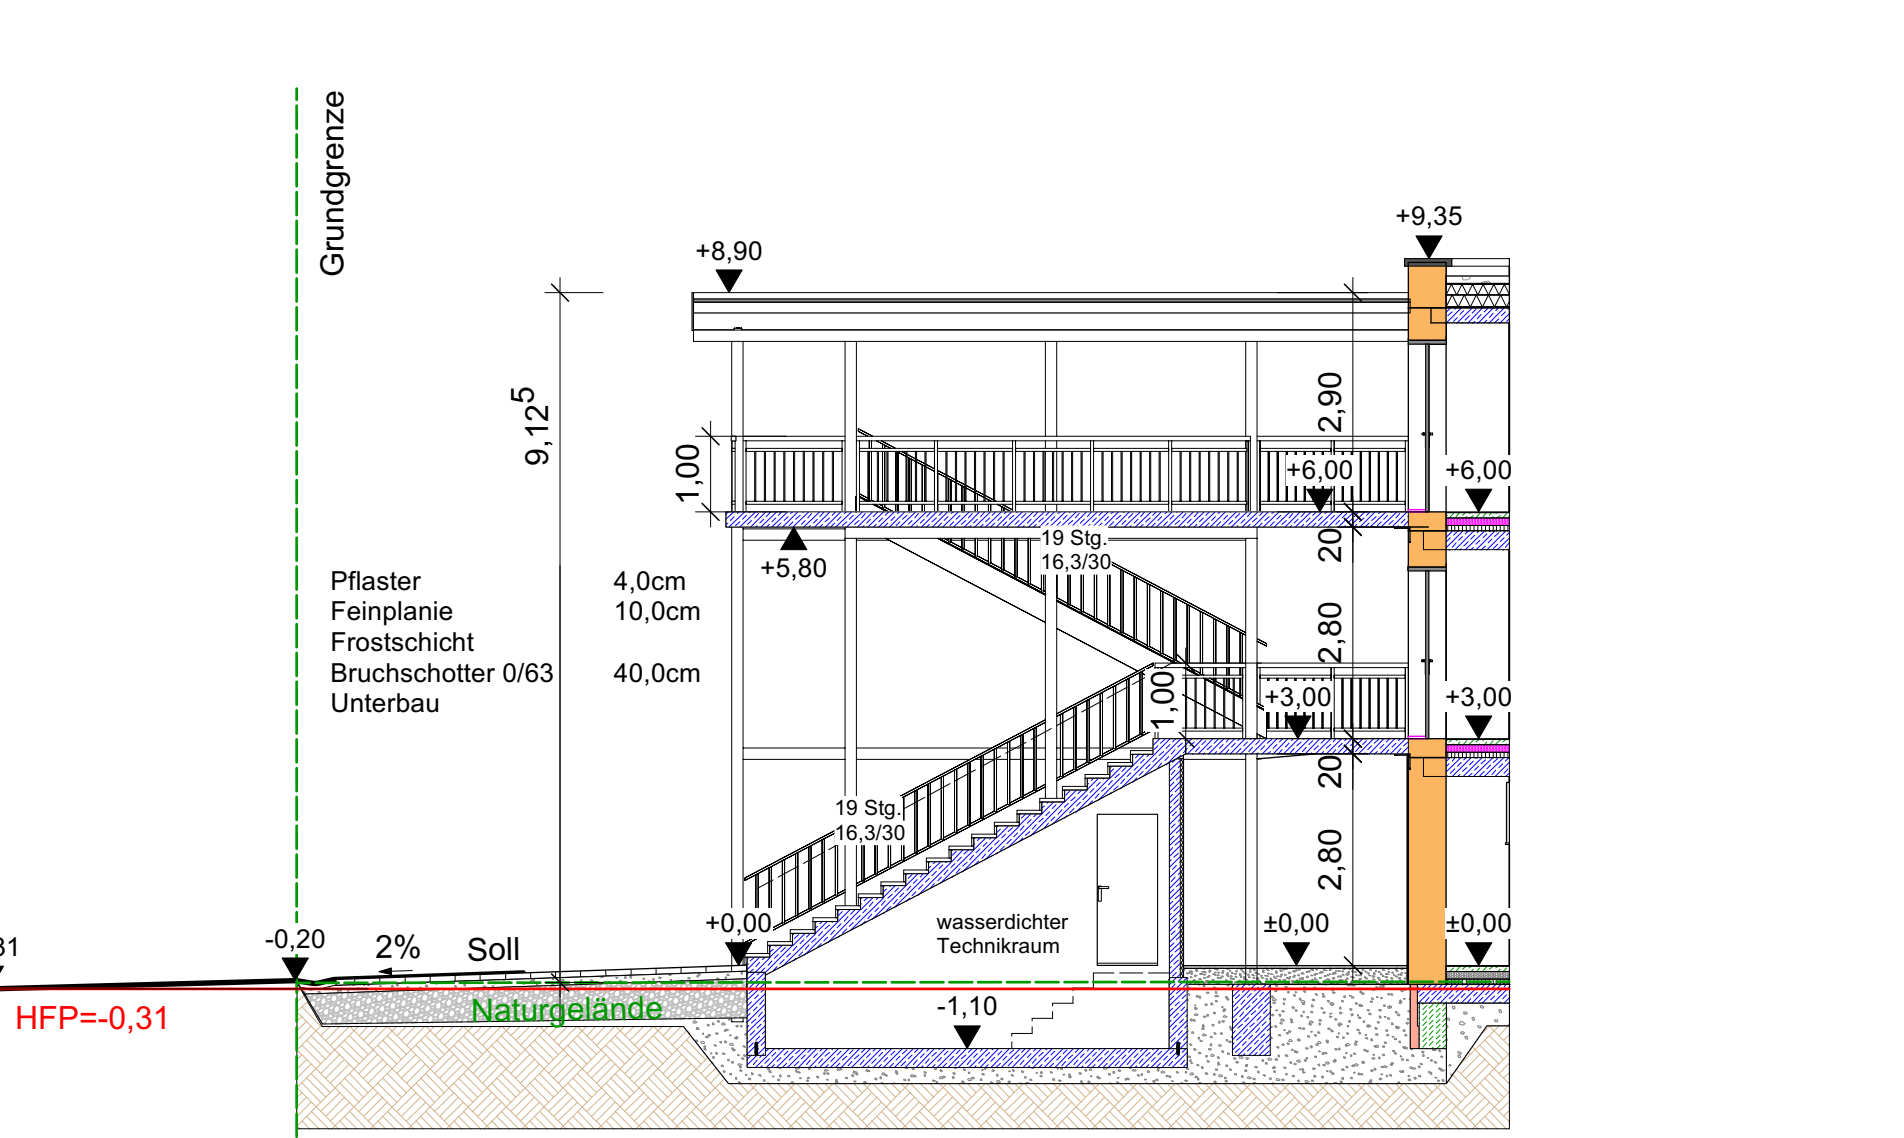 Grundgrenze
+9,35
+8,90
9,12⁵
2,90
1,00
+6,00
+6,00
+5,80
19 Stg.
16,3/30
20
Pflaster 4,0cm
Feinplanie 10,0cm
Frostschicht
Bruchschotter 0/63 40,0cm
Unterbau
2,80
1,00
+3,00
+3,00
20
19 Stg.
16,3/30
2,80
+0,00
wasserdichter
Technikraum
±0,00
±0,00
31
-0,20
2%
Soll
HFP=-0,31
Naturgelände
-1,10